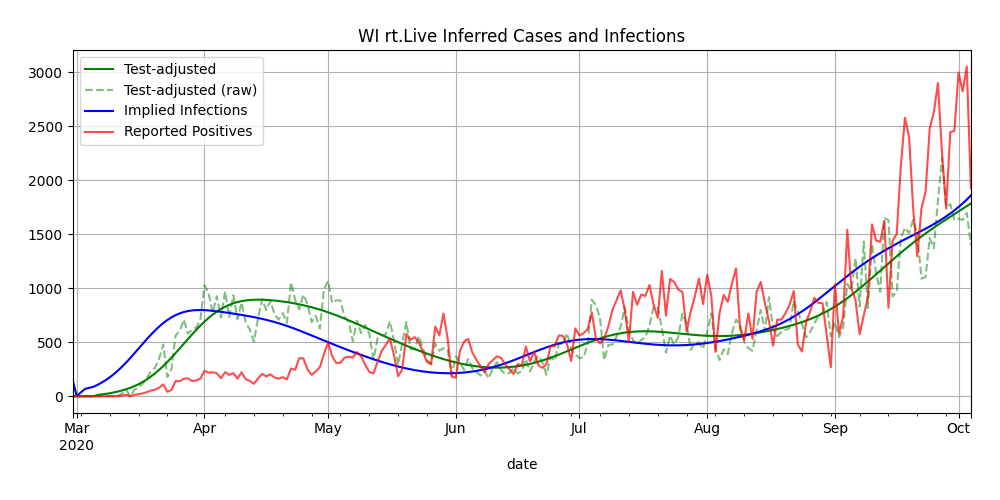 WI rt.Live Inferred Cases and Infections
Test-adjusted
Test-adjusted (raw)
Implied Infections
Reported Positives
3000
2500
2000
1500
1000
500
0
Mar Apr May Jun Jul Aug Sep Oct
2020
date